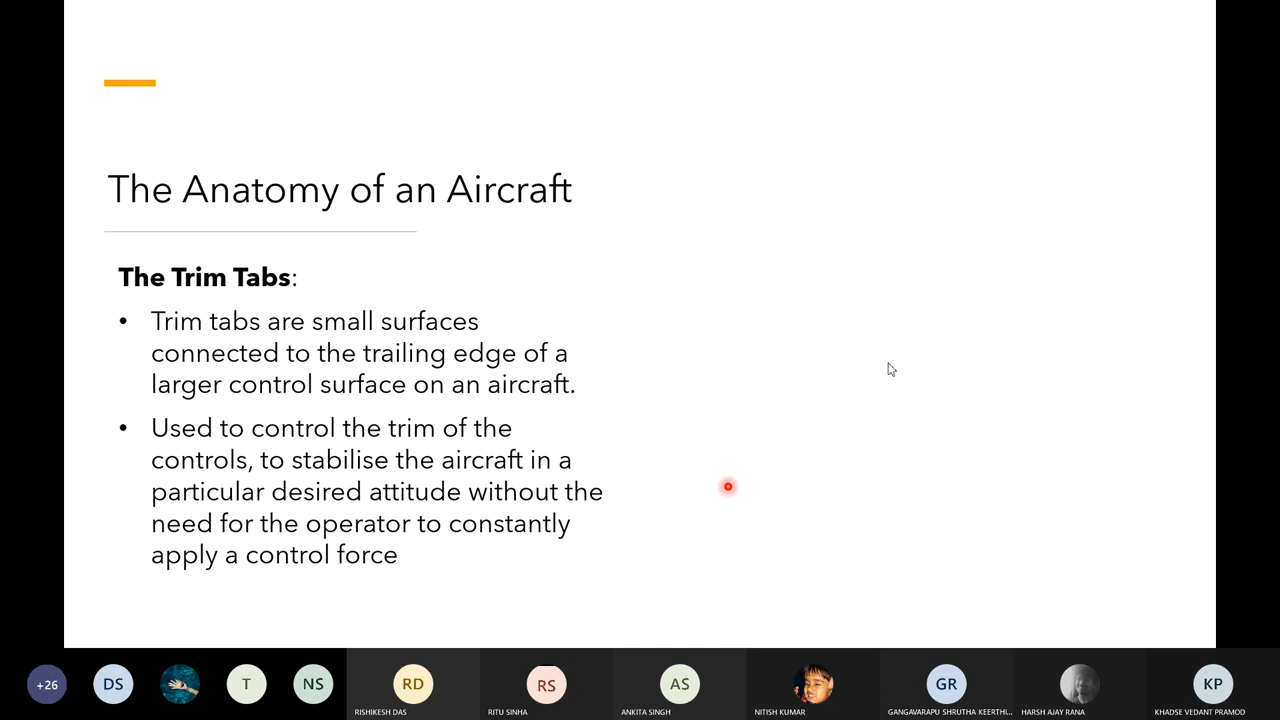 The Anatomy of an Aircraft
The Trim Tabs:
• Trim tabs are small surfaces
connected to the trailing edge of a
larger control surface on an aircraft.
• Used to control the trim of the
controls, to stabilise the aircraft in a
particular desired attitude without the
need for the operator to constantly
apply a control force
+26
DS
T
NS
RD
RS
AS
GR
KP
RISHIKESH DAS
RITU SINHA
ANKITA SINGH
NITISH KUMAR
GANGAVARAPU SHRUTHA KEERTHI...
HARSH AJAY RANA
KHADSE VEDANT PRAMOD